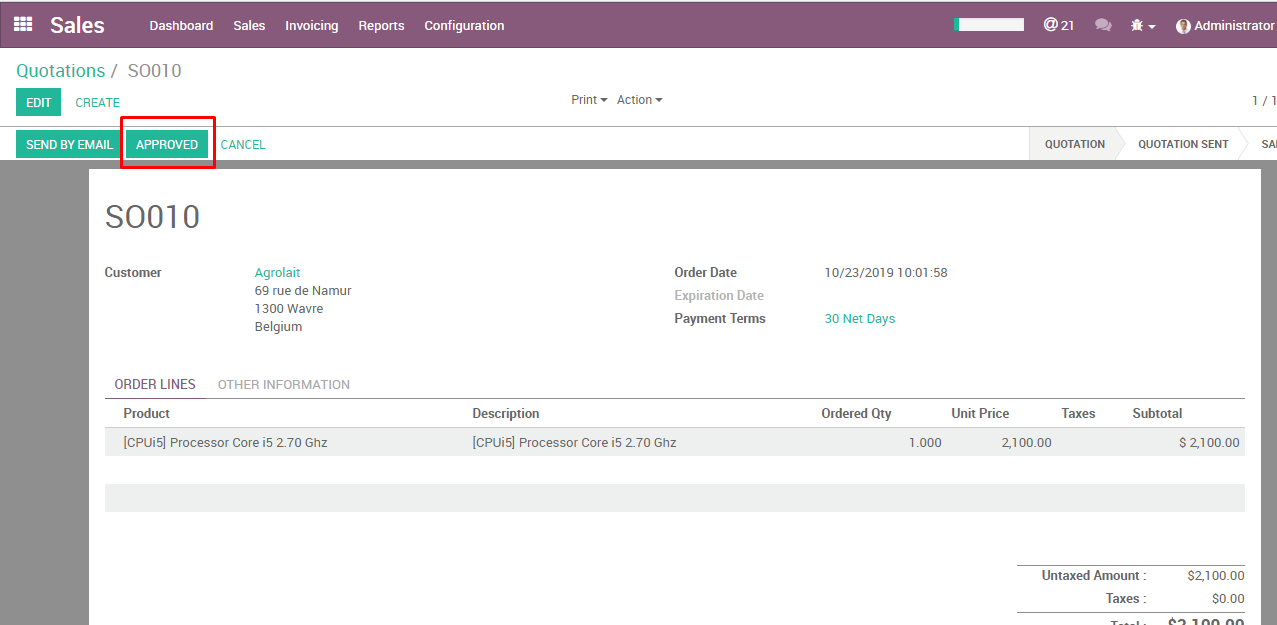 Sales Dashboard Sales Invoicing Reports Configuration @21 Administrator
Quotations / SO010
EDIT CREATE Print Action 1 / 1
SEND BY EMAIL APPROVED CANCEL QUOTATION QUOTATION SENT
SO010
Customer Agrolait Order Date 10/23/2019 10:01:58
69 rue de Namur Expiration Date
1300 Wavre Payment Terms 30 Net Days
Belgium
ORDER LINES OTHER INFORMATION
Product Description Ordered Qty Unit Price Taxes Subtotal
[CPUi5] Processor Core i5 2.70 Ghz [CPUi5] Processor Core i5 2.70 Ghz 1.000 2,100.00 $ 2,100.00
Untaxed Amount : $2,100.00
Taxes : $0.00
Total : $2,100.00